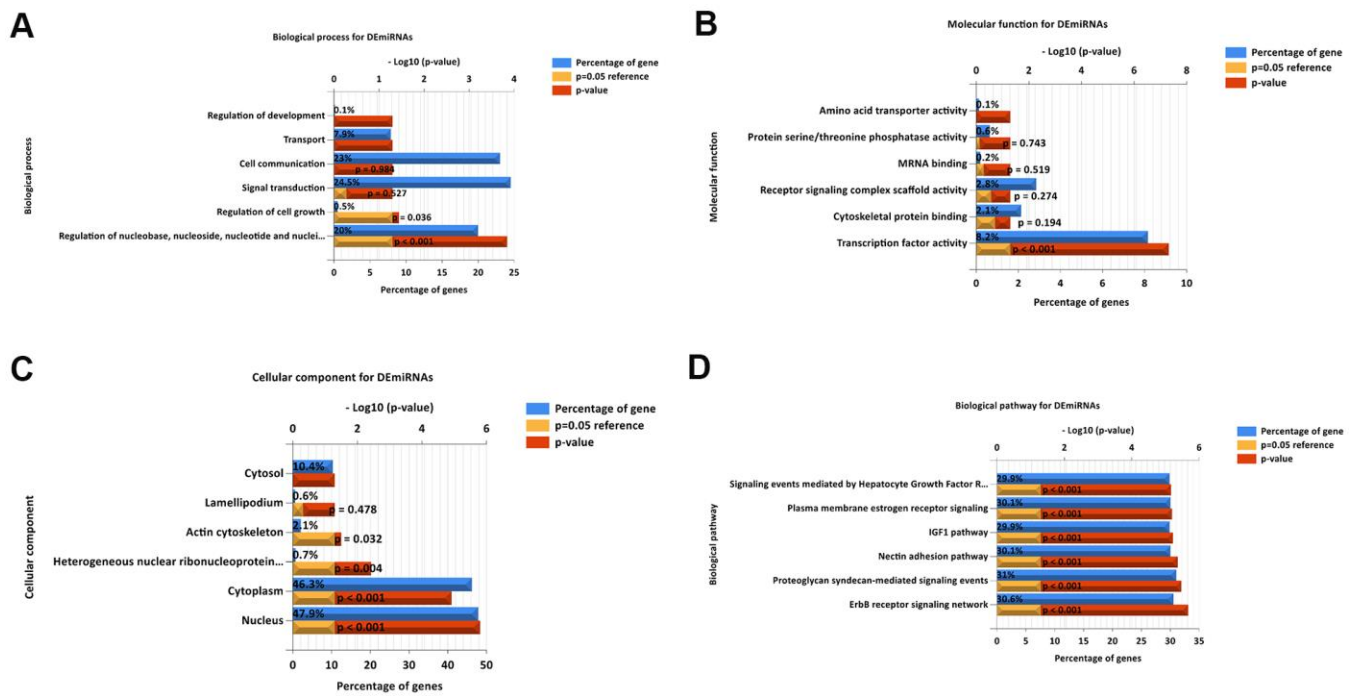 A
Biological process for DEmiRNAs
- Log10 (p-value)
0 1 2 3 4
Percentage of gene
p=0.05 reference
p-value
Biological process
Regulation of development
0.1%
Transport
7.9%
Cell communication
23%
p = 0.984
Signal transduction
24.5%
p = 0.527
Regulation of cell growth
0.5%
p = 0.036
Regulation of nucleobase, nucleoside, nucleotide and nuclei...
20%
p < 0.001
0 5 10 15 20 25
Percentage of genes
B
Molecular function for DEmiRNAs
- Log10 (p-value)
0 2 4 6 8
Percentage of gene
p=0.05 reference
p-value
Molecular function
Amino acid transporter activity
0.1%
Protein serine/threonine phosphatase activity
0.6%
p = 0.743
MRNA binding
0.2%
p = 0.519
Receptor signaling complex scaffold activity
2.8%
p = 0.274
Cytoskeletal protein binding
2.1%
p = 0.194
Transcription factor activity
8.2%
p < 0.001
0 2 4 6 8 10
Percentage of genes
C
Cellular component for DEmiRNAs
- Log10 (p-value)
0 2 4 6
Percentage of gene
p=0.05 reference
p-value
Cellular component
Cytosol
10.4%
Lamellipodium
0.6%
p = 0.478
Actin cytoskeleton
2.1%
p = 0.032
Heterogeneous nuclear ribonucleoprotein...
0.7%
p = 0.004
Cytoplasm
46.3%
p < 0.001
Nucleus
47.9%
p < 0.001
0 10 20 30 40 50
Percentage of genes
D
Biological pathway for DEmiRNAs
- Log10 (p-value)
0 2 4 6
Percentage of gene
p=0.05 reference
p-value
Biological pathway
Signaling events mediated by Hepatocyte Growth Factor R...
29.9%
p < 0.001
Plasma membrane estrogen receptor signaling
30.1%
p < 0.001
IGF1 pathway
29.9%
p < 0.001
Nectin adhesion pathway
30.1%
p < 0.001
Proteoglycan syndecan-mediated signaling events
31%
p < 0.001
ErbB receptor signaling network
30.6%
p < 0.001
0 5 10 15 20 25 30 35
Percentage of genes